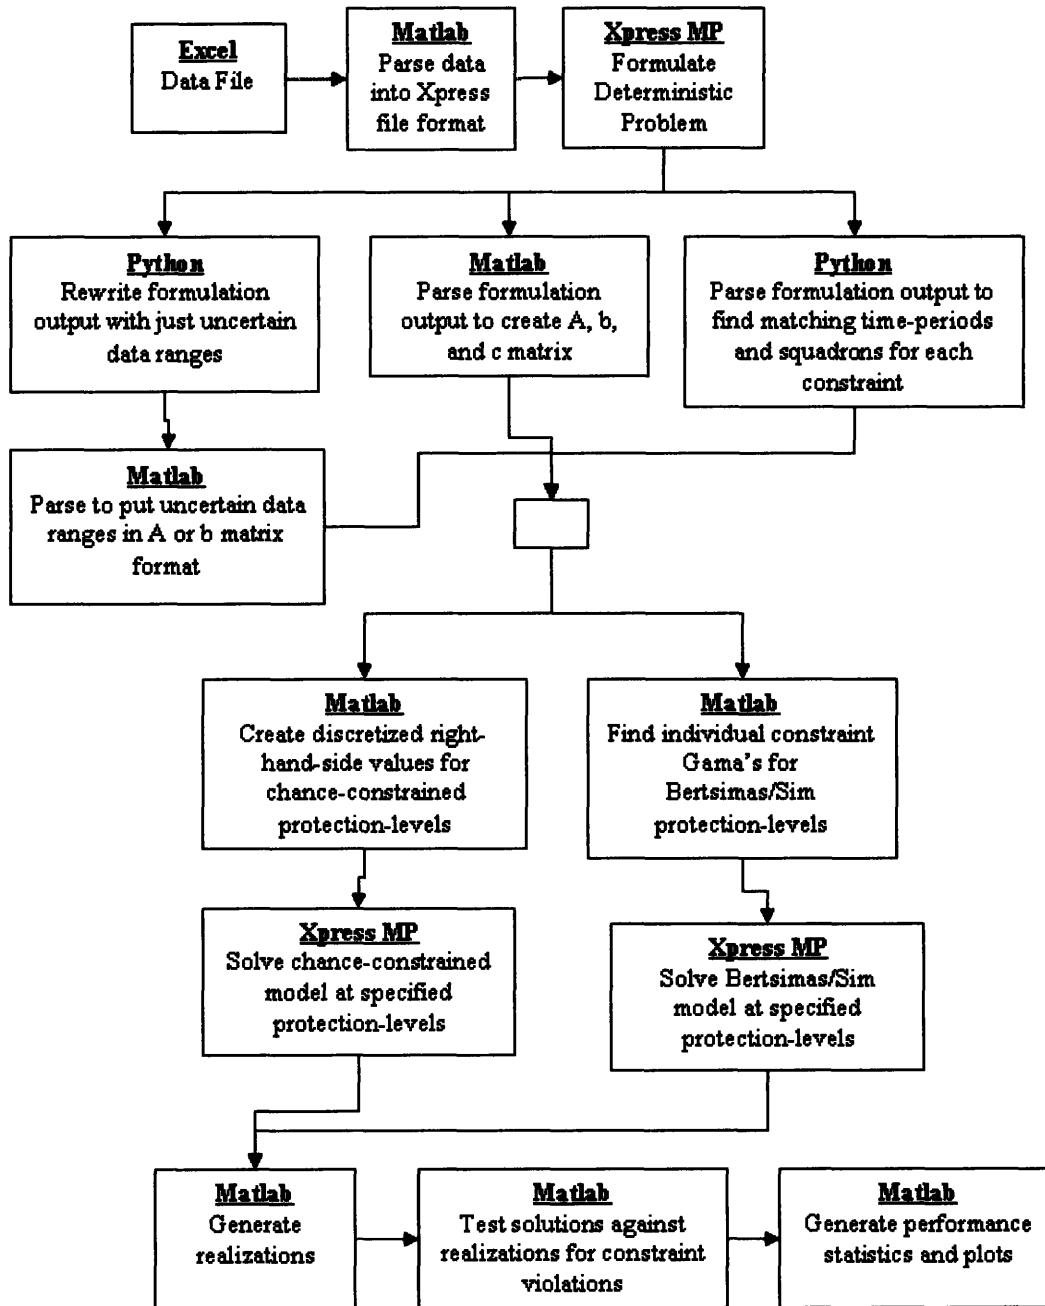 Excel
Data File
Matlab
Parse data
into Xpress
file format
Xpress MP
Formulate
Deterministic
Problem
Python
Rewrite formulation
output with just uncertain
data ranges
Matlab
Parse formulation
output to create A, b,
and c matrix
Python
Parse formulation output to
find matching time-periods
and squadrons for each
constraint
Matlab
Parse to put uncertain data
ranges in A or b matrix
format
Matlab
Create discretized right-
hand-side values for
chance-constrained
protection-levels
Matlab
Find individual constraint
Gama's for
Bertsimas/Sim
protection-levels
Xpress MP
Solve chance-constrained
model at specified
protection-levels
Xpress MP
Solve Bertsimas/Sim
model at specified
protection-levels
Matlab
Generate
realizations
Matlab
Test solutions against
realizations for constraint
violations
Matlab
Generate performance
statistics and plots